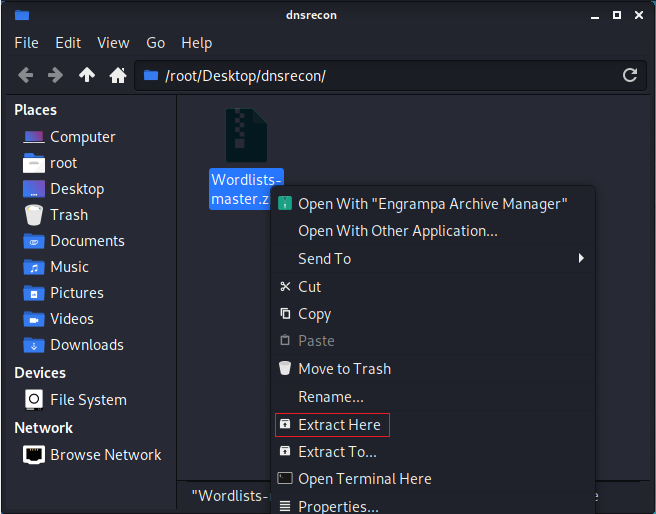 dnsrecon
File Edit View Go Help
/root/Desktop/dnsrecon/
Places
Computer
root
Desktop
Trash
Documents
Music
Pictures
Videos
Downloads
Devices
File System
Network
Browse Network
Wordlists-
master.z
Open With "Engrampa Archive Manager"
Open With Other Application...
Send To
Cut
Copy
Paste
Move to Trash
Rename...
Extract Here
Extract To...
Open Terminal Here
Properties...
"Wordlists-